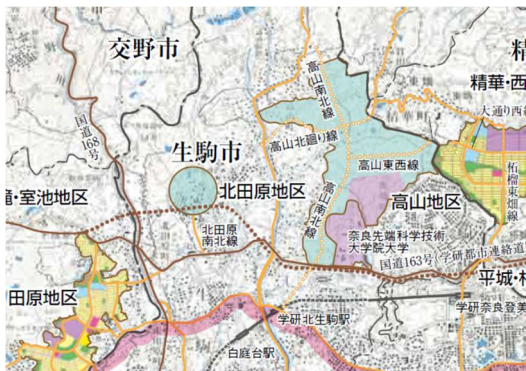 交野市
精
精華・西
大通り西線
国道168号
高山南北線
高山北廻り線
生駒市
高山東西線
柘榴東畑線
滝・室池地区
北田原地区
高山地区
北田原
南北線
高山南北線
奈良先端科学技術
大学院大学
国道163号
学研都市連絡道
平城・相
田原地区
学研北生駒駅
学研奈良登美
白庭台駅